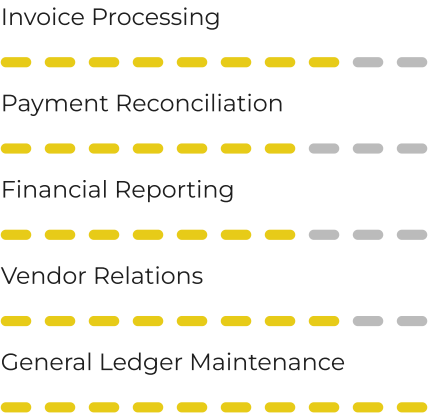 Invoice Processing
Payment Reconciliation
Financial Reporting
Vendor Relations
General Ledger Maintenance